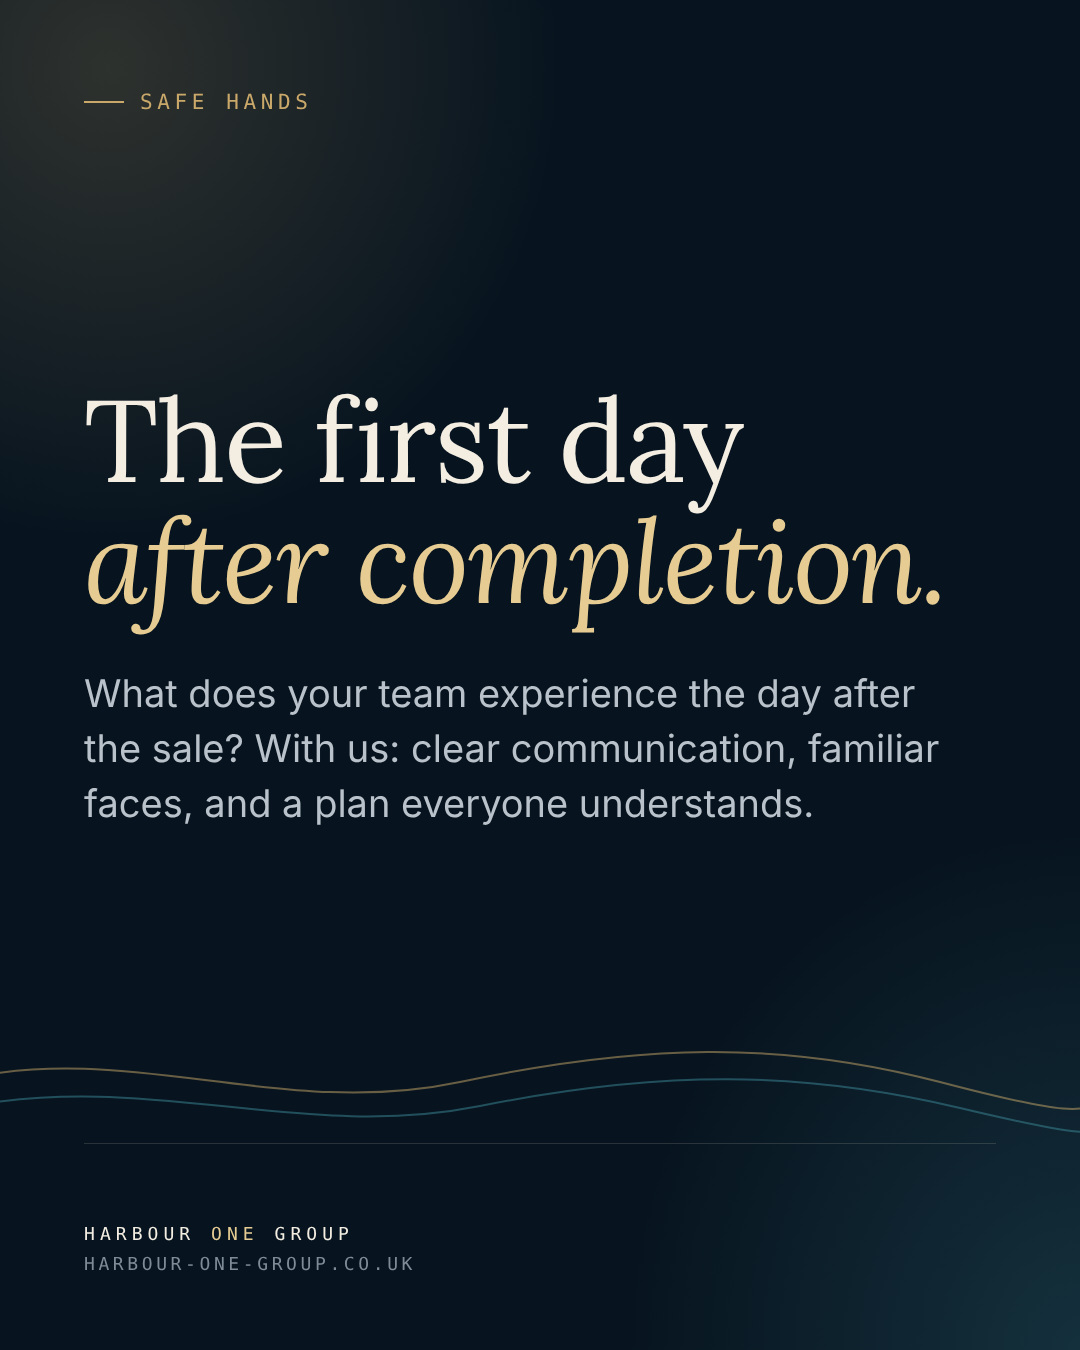 SAFE HANDS
The first day
after completion.
What does your team experience the day after
the sale? With us: clear communication, familiar
faces, and a plan everyone understands.
HARBOUR ONE GROUP
HARBOUR-ONE-GROUP.CO.UK